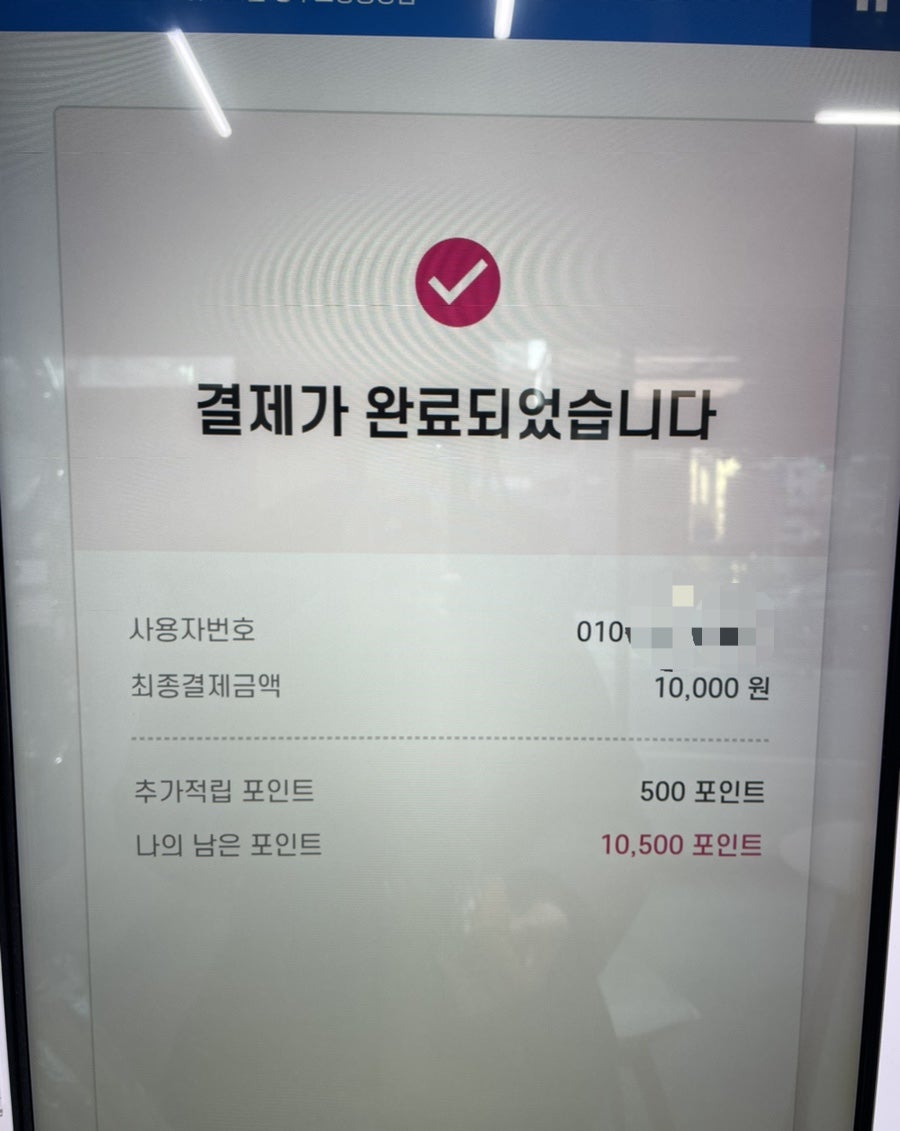 결제가 완료되었습니다
사용자번호 010
최종결제금액 10,000 원
추가적립 포인트 500 포인트
나의 남은 포인트 10,500 포인트